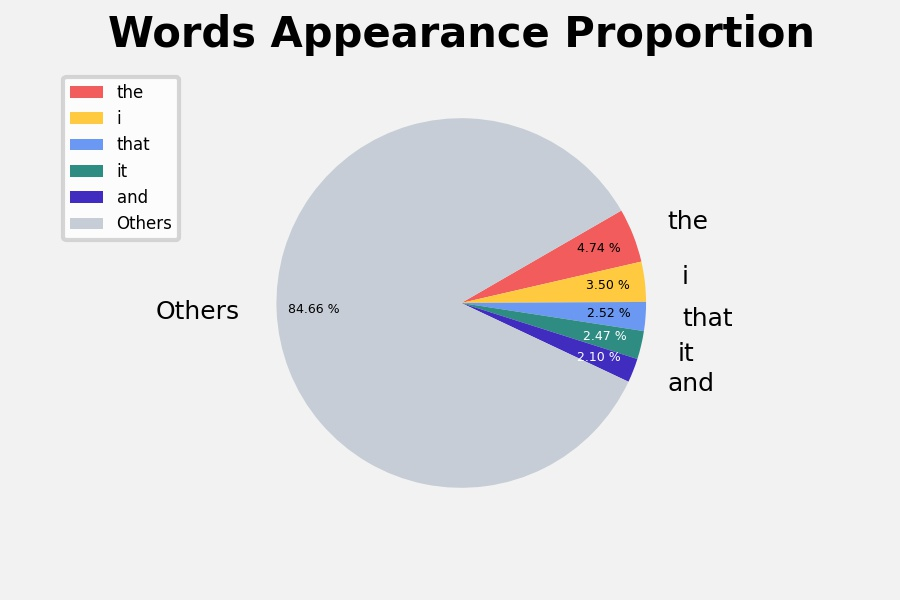 Words Appearance Proportion
the
i
that
it
and
Others
the
4.74 %
i
3.50 %
Others
84.66 %
2.52 %
that
2.47 %
it
2.10 %
and